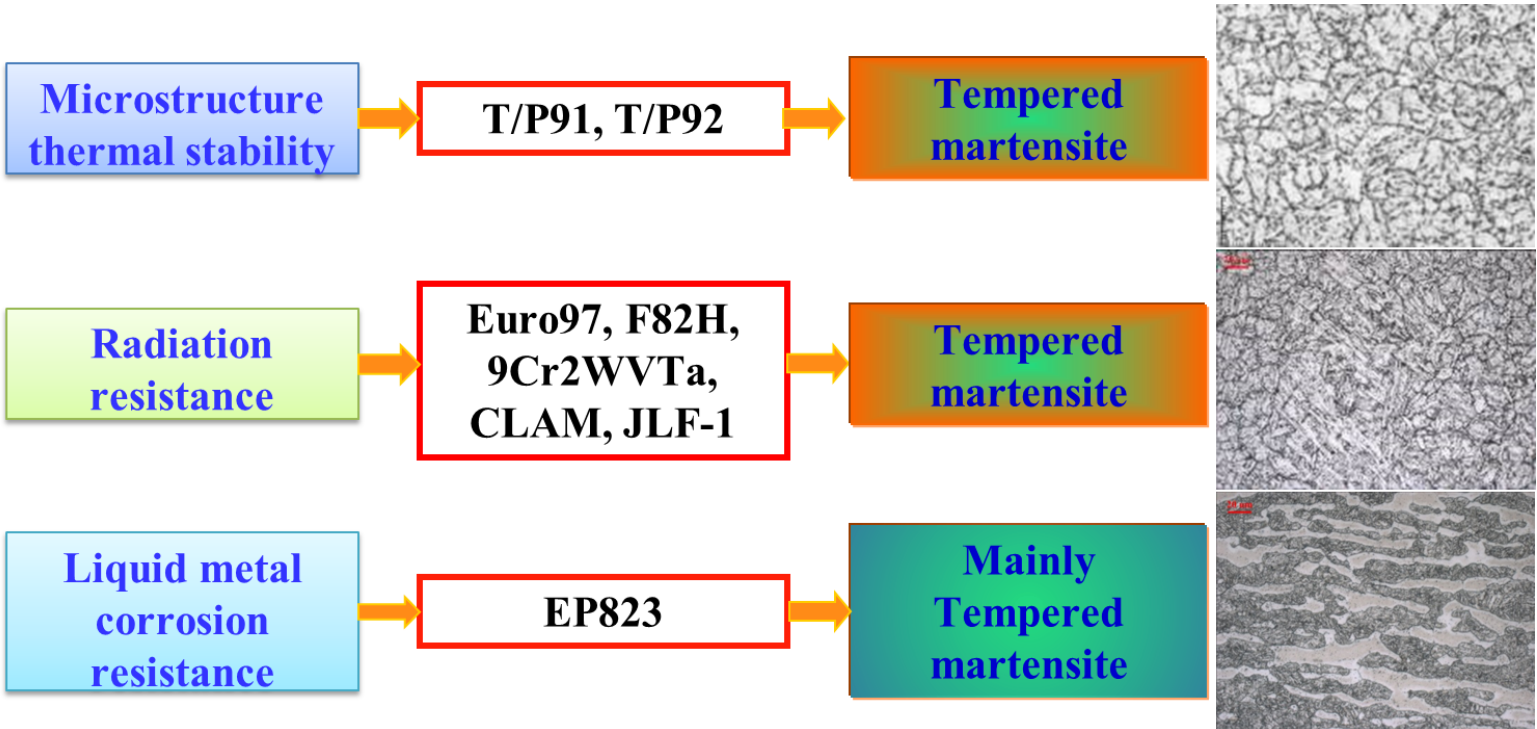 Microstructure
thermal stability
T/P91, T/P92
Tempered
martensite
Radiation
resistance
Euro97, F82H,
9Cr2WVTa,
CLAM, JLF-1
Tempered
martensite
Liquid metal
corrosion
resistance
EP823
Mainly
Tempered
martensite